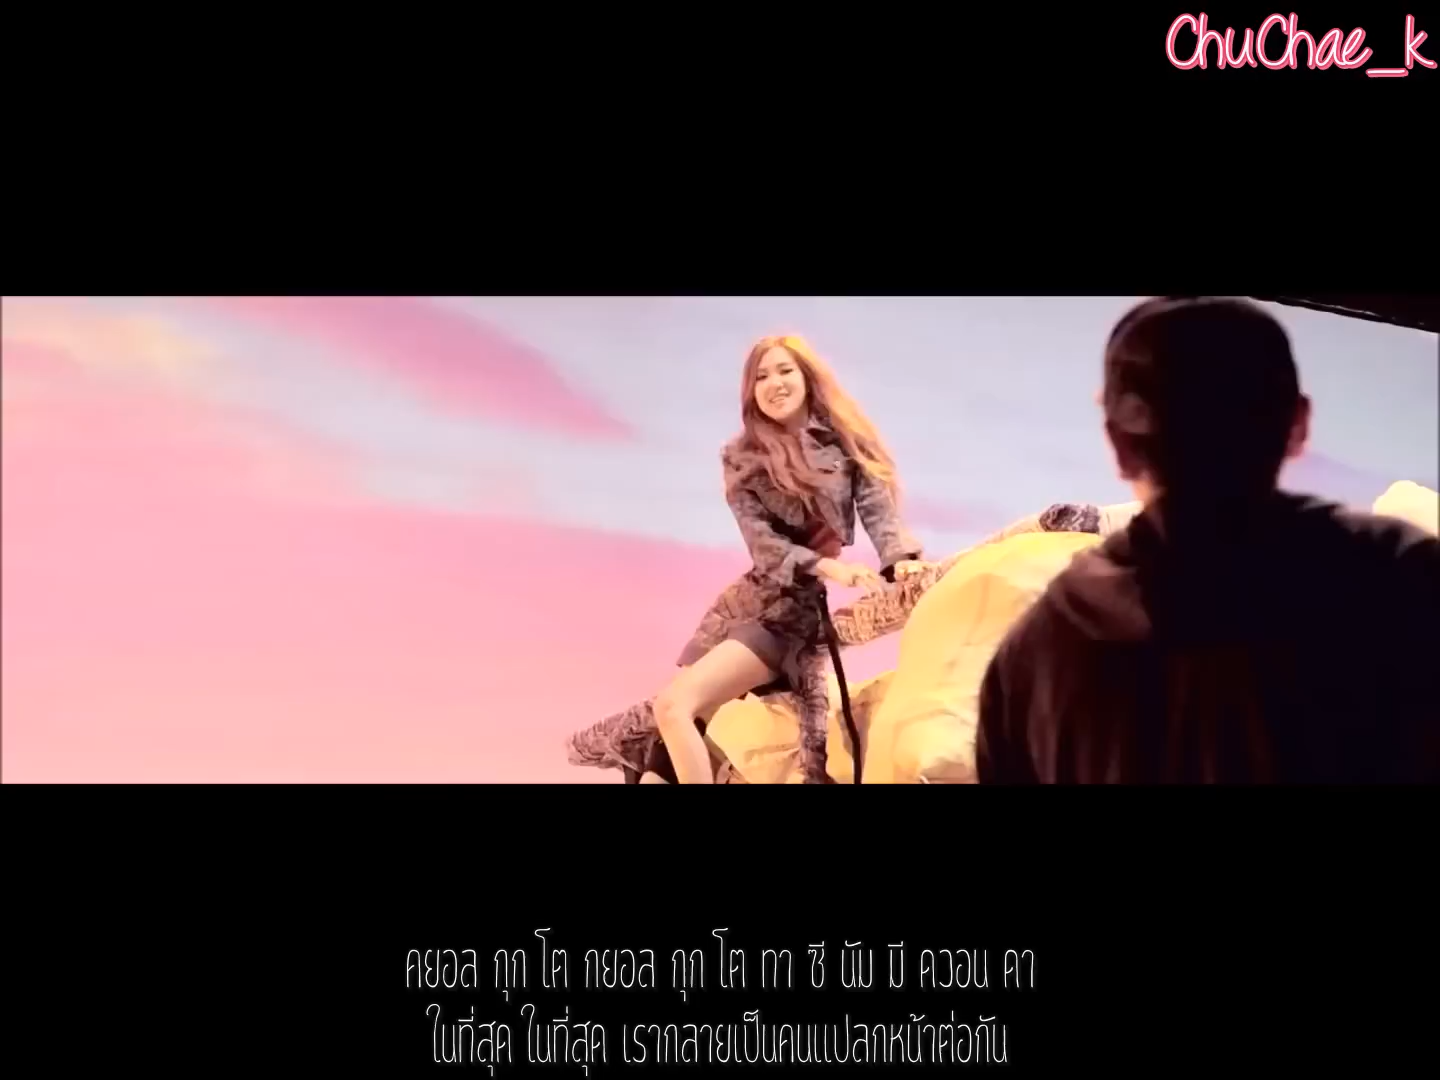 ChuChae_k
คยอล กุก โต กยอล กุก โต ทา ซี นัม มี ควอน คา
ในที่สุด ในที่สุด เรากลายเป็นคนแปลกหน้าต่อกัน